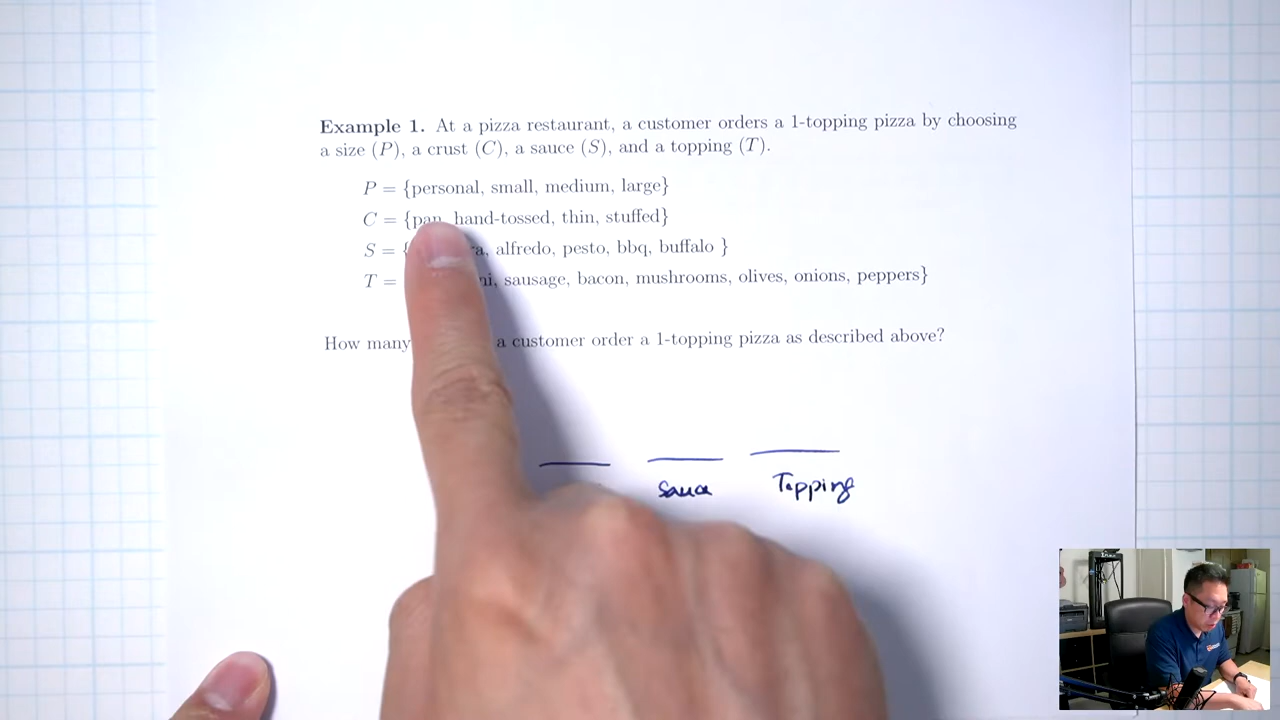 Example 1. At a pizza restaurant, a customer orders a 1-topping pizza by choosing
a size (P), a crust (C), a sauce (S), and a topping (T).
P = {personal, small, medium, large}
C = {pan, hand-tossed, thin, stuffed}
S = { alfredo, pesto, bbq, buffalo }
T = sausage, bacon, mushrooms, olives, onions, peppers}
How many a customer order a 1-topping pizza as described above?
Sauce Topping